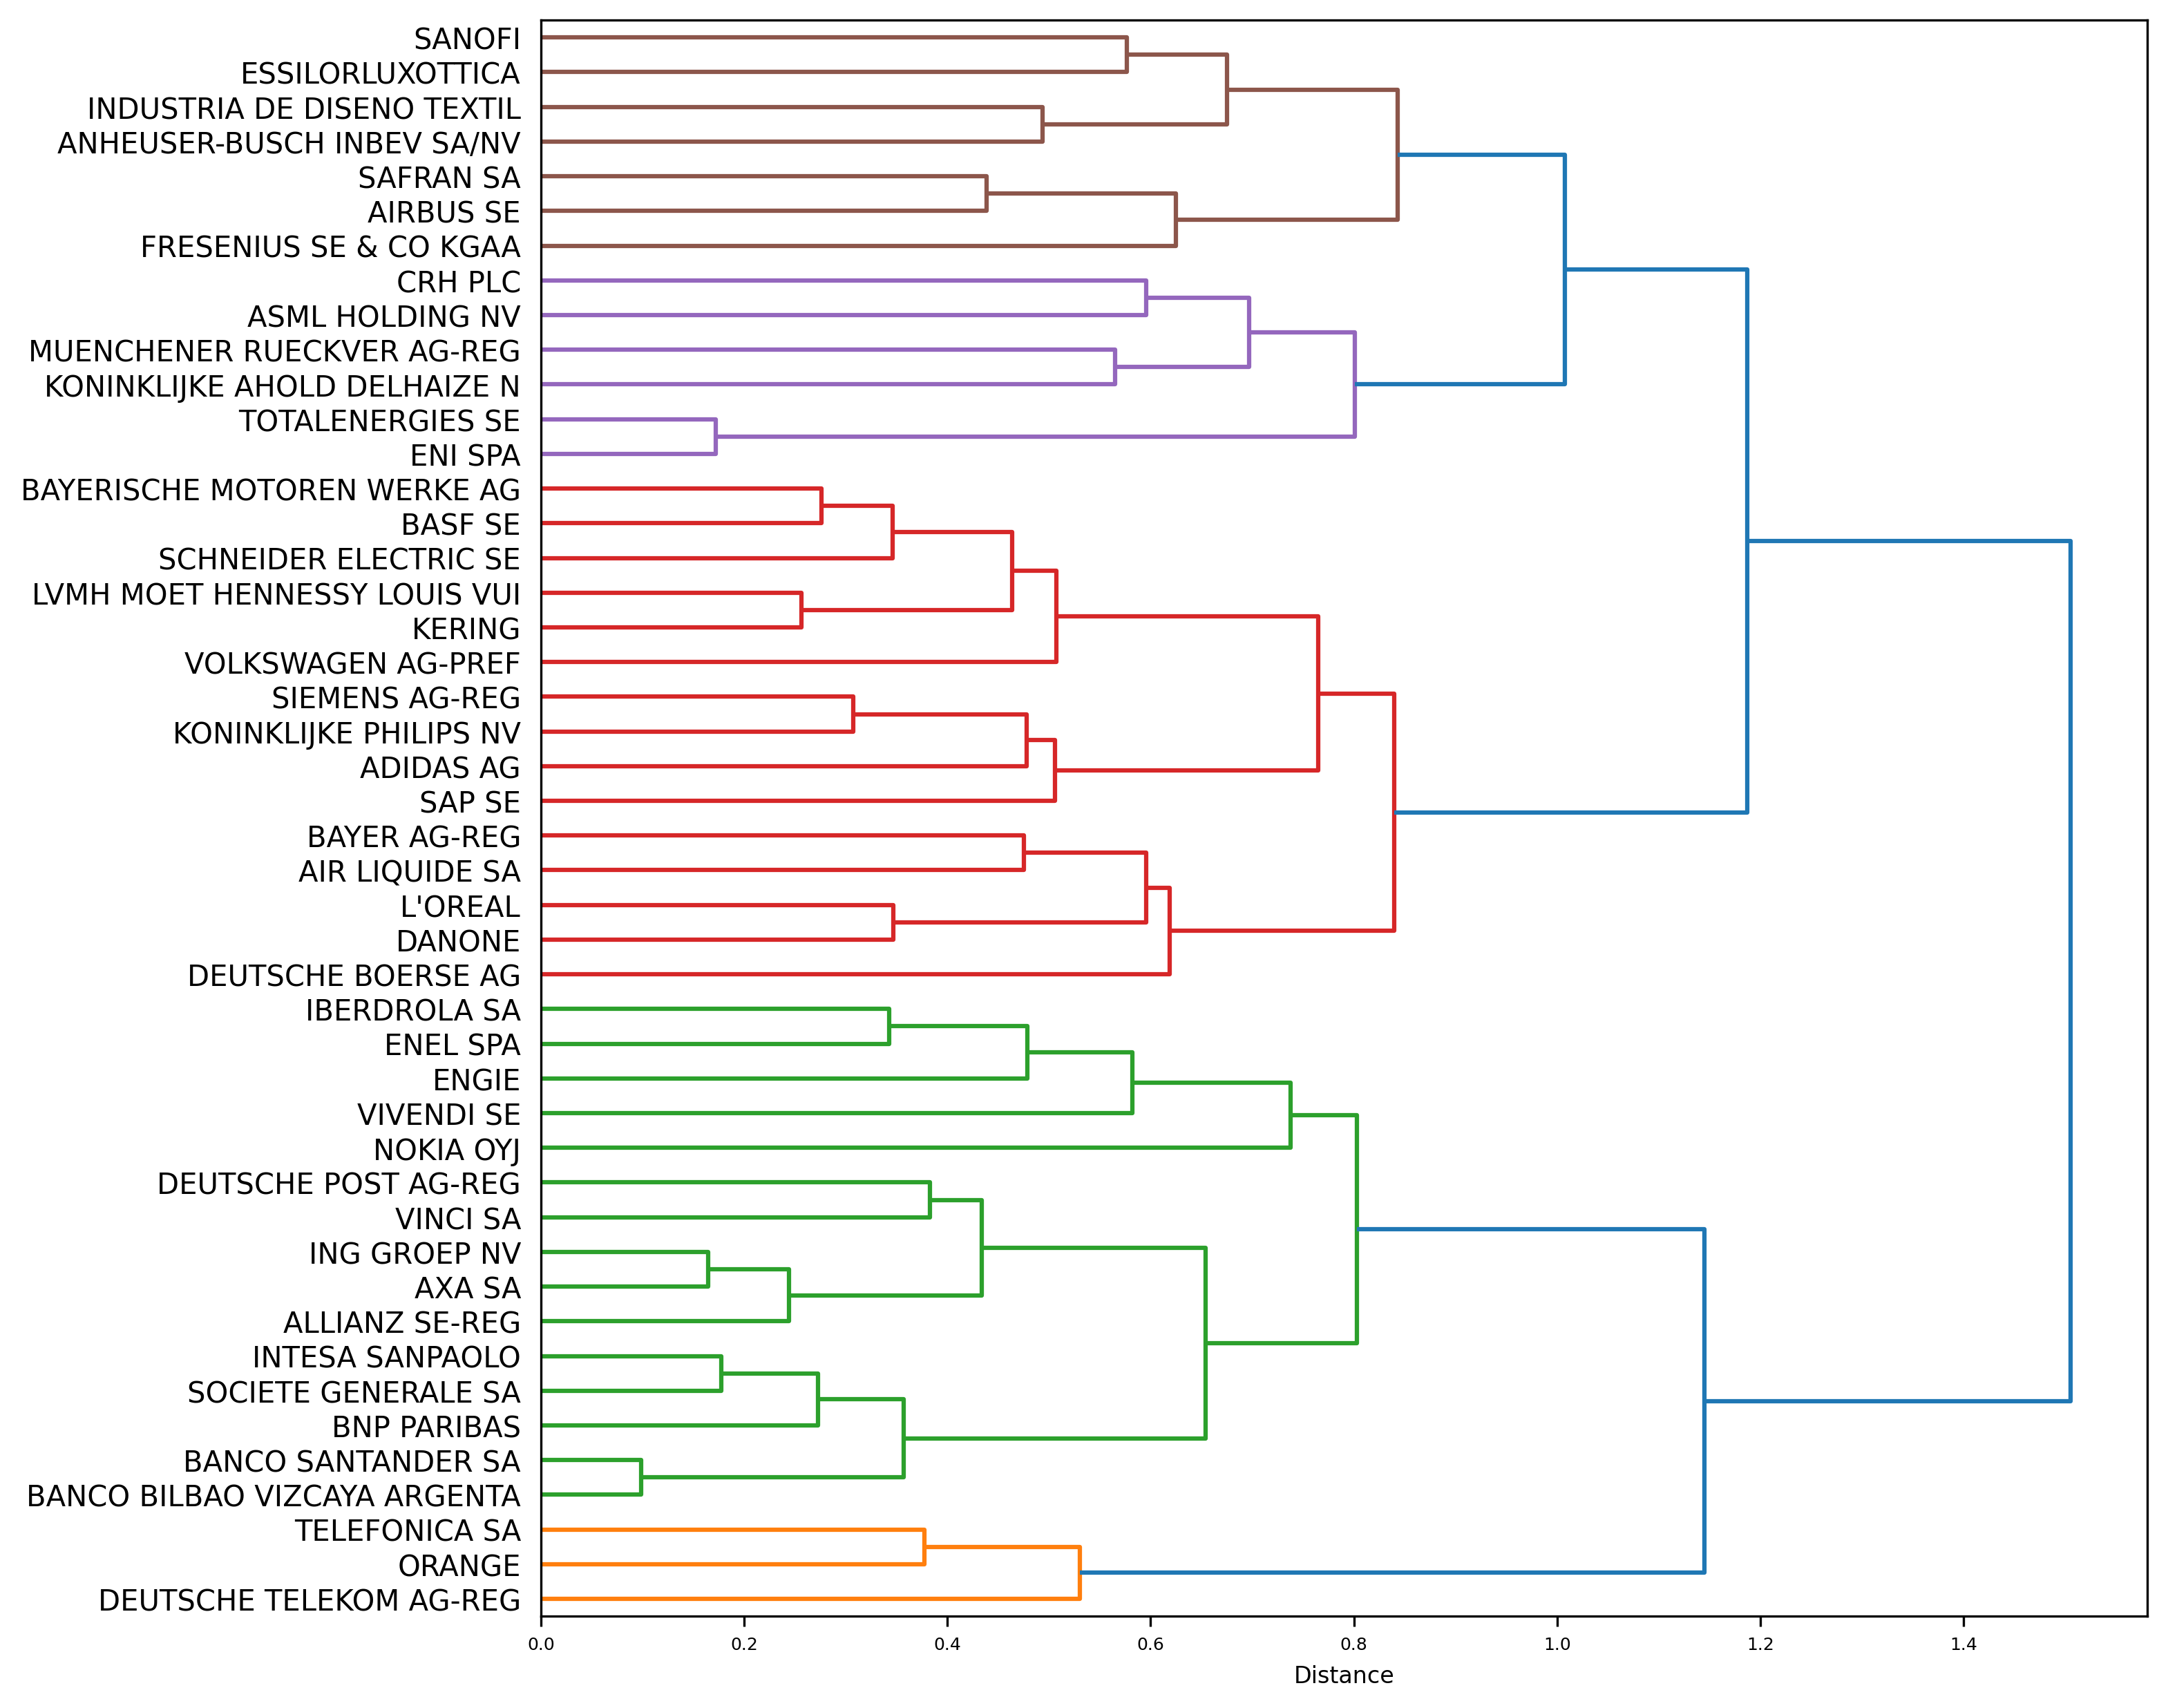 SANOFI
ESSILORLUXOTTICA
INDUSTRIA DE DISENO TEXTIL
ANHEUSER-BUSCH INBEV SA/NV
SAFRAN SA
AIRBUS SE
FRESENIUS SE & CO KGAA
CRH PLC
ASML HOLDING NV
MUENCHENER RUECKVER AG-REG
KONINKLIJKE AHOLD DELHAIZE N
TOTALENERGIES SE
ENI SPA
BAYERISCHE MOTOREN WERKE AG
BASF SE
SCHNEIDER ELECTRIC SE
LVMH MOET HENNESSY LOUIS VUI
KERING
VOLKSWAGEN AG-PREF
SIEMENS AG-REG
KONINKLIJKE PHILIPS NV
ADIDAS AG
SAP SE
BAYER AG-REG
AIR LIQUIDE SA
L'OREAL
DANONE
DEUTSCHE BOERSE AG
IBERDROLA SA
ENEL SPA
ENGIE
VIVENDI SE
NOKIA OYJ
DEUTSCHE POST AG-REG
VINCI SA
ING GROEP NV
AXA SA
ALLIANZ SE-REG
INTESA SANPAOLO
SOCIETE GENERALE SA
BNP PARIBAS
BANCO SANTANDER SA
BANCO BILBAO VIZCAYA ARGENTA
TELEFONICA SA
ORANGE
DEUTSCHE TELEKOM AG-REG
0.0 0.2 0.4 0.6 0.8 1.0 1.2 1.4
Distance